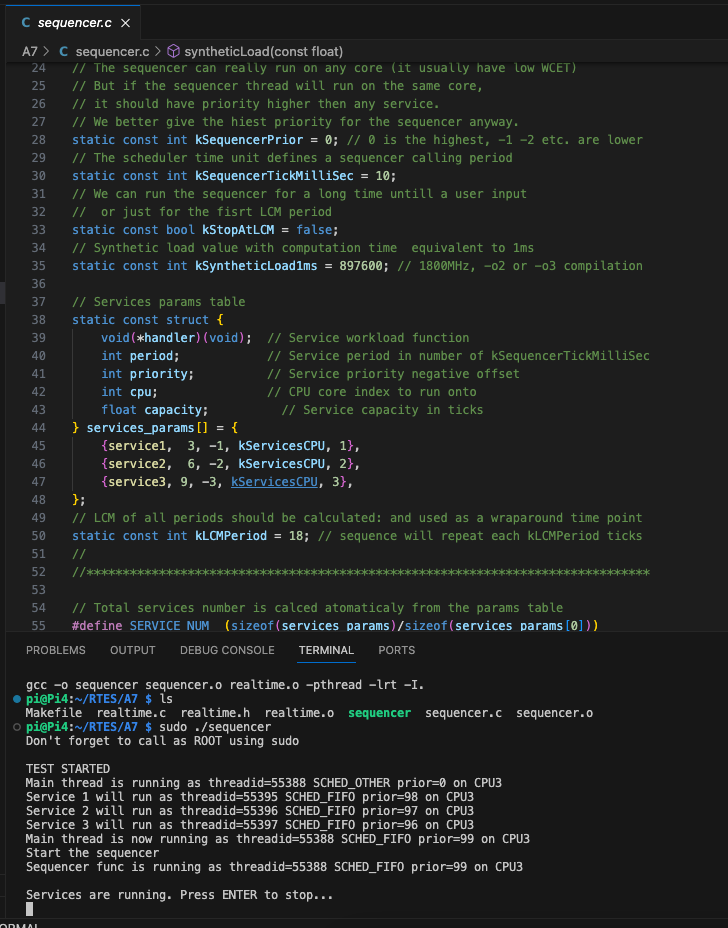 C sequencer.c ×
A7 > C sequencer.c > syntheticLoad(const float)
24 // The sequencer can really run on any core (it usually have low WCET)
25 // But if the sequencer thread will run on the same core,
26 // it should have priority higher then any service.
27 // We better give the hiest priority for the sequencer anyway.
28 static const int kSequencerPrior = 0; // 0 is the highest, -1 -2 etc. are lower
29 // The scheduler time unit defines a sequencer calling period
30 static const int kSequencerTickMilliSec = 10;
31 // We can run the sequencer for a long time untill a user input
32 //  or just for the fisrt LCM period
33 static const bool kStopAtLCM = false;
34 // Synthetic load value with computation time  equivalent to 1ms
35 static const int kSyntheticLoad1ms = 897600; // 1800MHz, -o2 or -o3 compilation
36
37 // Services params table
38 static const struct {
39     void(*handler)(void);  // Service workload function
40     int period;            // Service period in number of kSequencerTickMilliSec
41     int priority;          // Service priority negative offset
42     int cpu;               // CPU core index to run onto
43     float capacity;          // Service capacity in ticks
44 } services_params[] = {
45     {service1,  3, -1, kServicesCPU, 1},
46     {service2,  6, -2, kServicesCPU, 2},
47     {service3, 9, -3, kServicesCPU, 3},
48 };
49 // LCM of all periods should be calculated: and used as a wraparound time point
50 static const int kLCMPeriod = 18; // sequence will repeat each kLCMPeriod ticks
51 //
52 //******************************************************************************
53
54 // Total services number is calced atomaticaly from the params table
55 #define SERVICE_NUM  (sizeof(services_params)/sizeof(services_params[0]))
PROBLEMS OUTPUT DEBUG CONSOLE TERMINAL PORTS
gcc -o sequencer sequencer.o realtime.o -pthread -lrt -I.
pi@Pi4:~/RTES/A7 $ ls
Makefile  realtime.c  realtime.h  realtime.o  sequencer  sequencer.c  sequencer.o
pi@Pi4:~/RTES/A7 $ sudo ./sequencer
Don't forget to call as ROOT using sudo
TEST STARTED
Main thread is running as threadid=55388 SCHED_OTHER prior=0 on CPU3
Service 1 will run as threadid=55395 SCHED_FIFO prior=98 on CPU3
Service 2 will run as threadid=55396 SCHED_FIFO prior=97 on CPU3
Service 3 will run as threadid=55397 SCHED_FIFO prior=96 on CPU3
Main thread is now running as threadid=55388 SCHED_FIFO prior=99 on CPU3
Start the sequencer
Sequencer func is running as threadid=55388 SCHED_FIFO prior=99 on CPU3
Services are running. Press ENTER to stop...